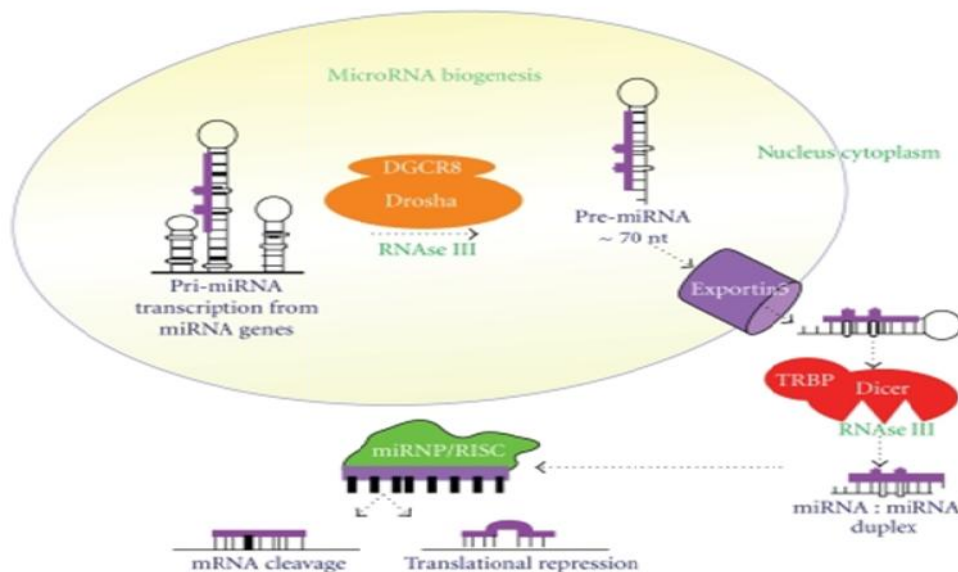 MicroRNA biogenesis
Nucleus cytoplasm
DGCR8
Drosha
RNAse III
Pri-miRNA
transcription from
miRNA genes
Pre-miRNA
~ 70 nt
Exportin5
TRBP
Dicer
RNAse III
miRNA : miRNA
duplex
miRNP/RISC
mRNA cleavage
Translational repression